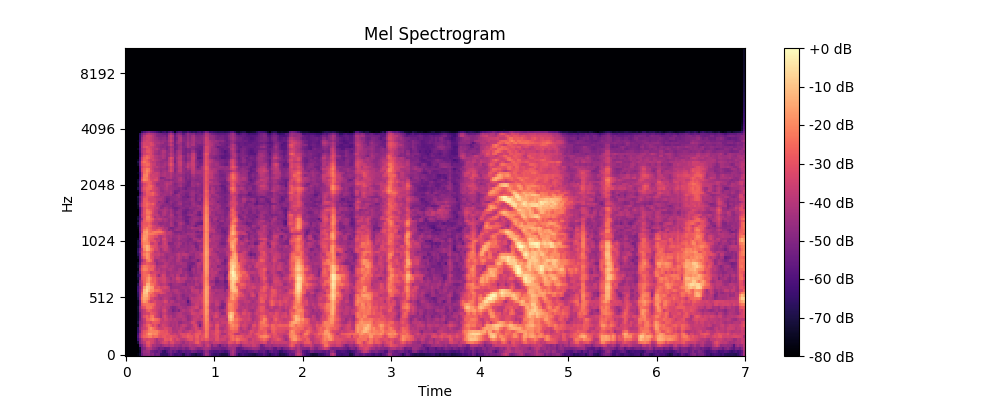 Mel Spectrogram
Hz
8192
4096
2048
1024
512
0
0 1 2 3 4 5 6 7
Time
+0 dB
-10 dB
-20 dB
-30 dB
-40 dB
-50 dB
-60 dB
-70 dB
-80 dB